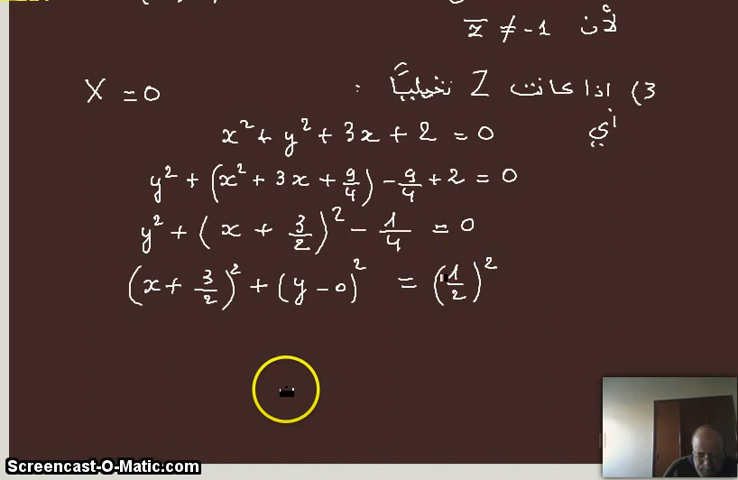 لأن z̅ ≠ -1
3) اذا كانت Z تخيليًّا :
أي X = 0
x² + y² + 3x + 2 = 0
y² + (x² + 3x + 9/4) - 9/4 + 2 = 0
y² + (x + 3/2)² - 1/4 = 0
(x + 3/2)² + (y - 0)² = (1/2)²
Screencast-O-Matic.com